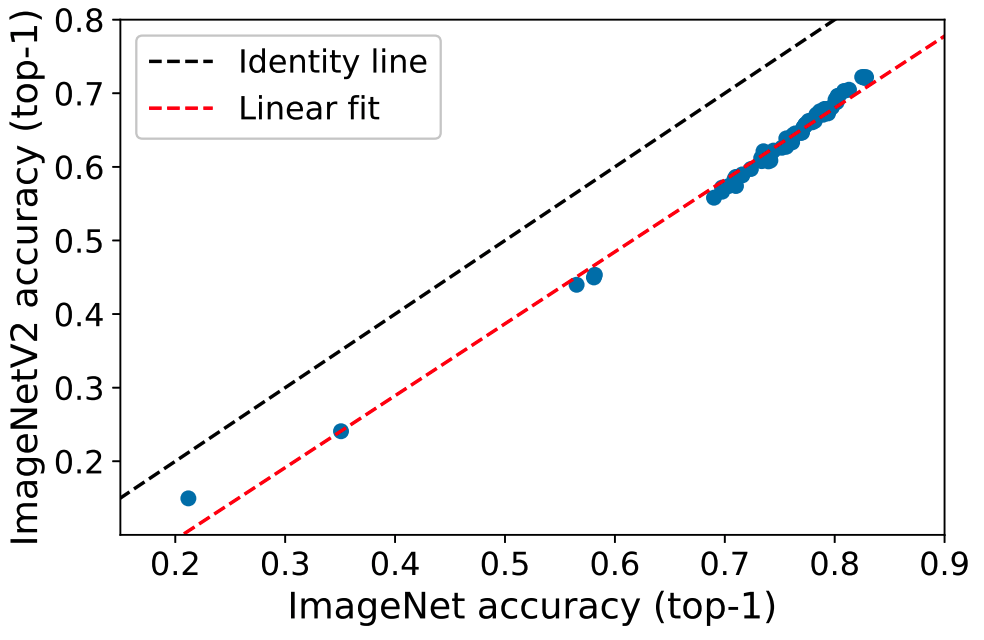 ImageNetV2 accuracy (top-1)
0.8
0.7
0.6
0.5
0.4
0.3
0.2
Identity line
Linear fit
0.2 0.3 0.4 0.5 0.6 0.7 0.8 0.9
ImageNet accuracy (top-1)